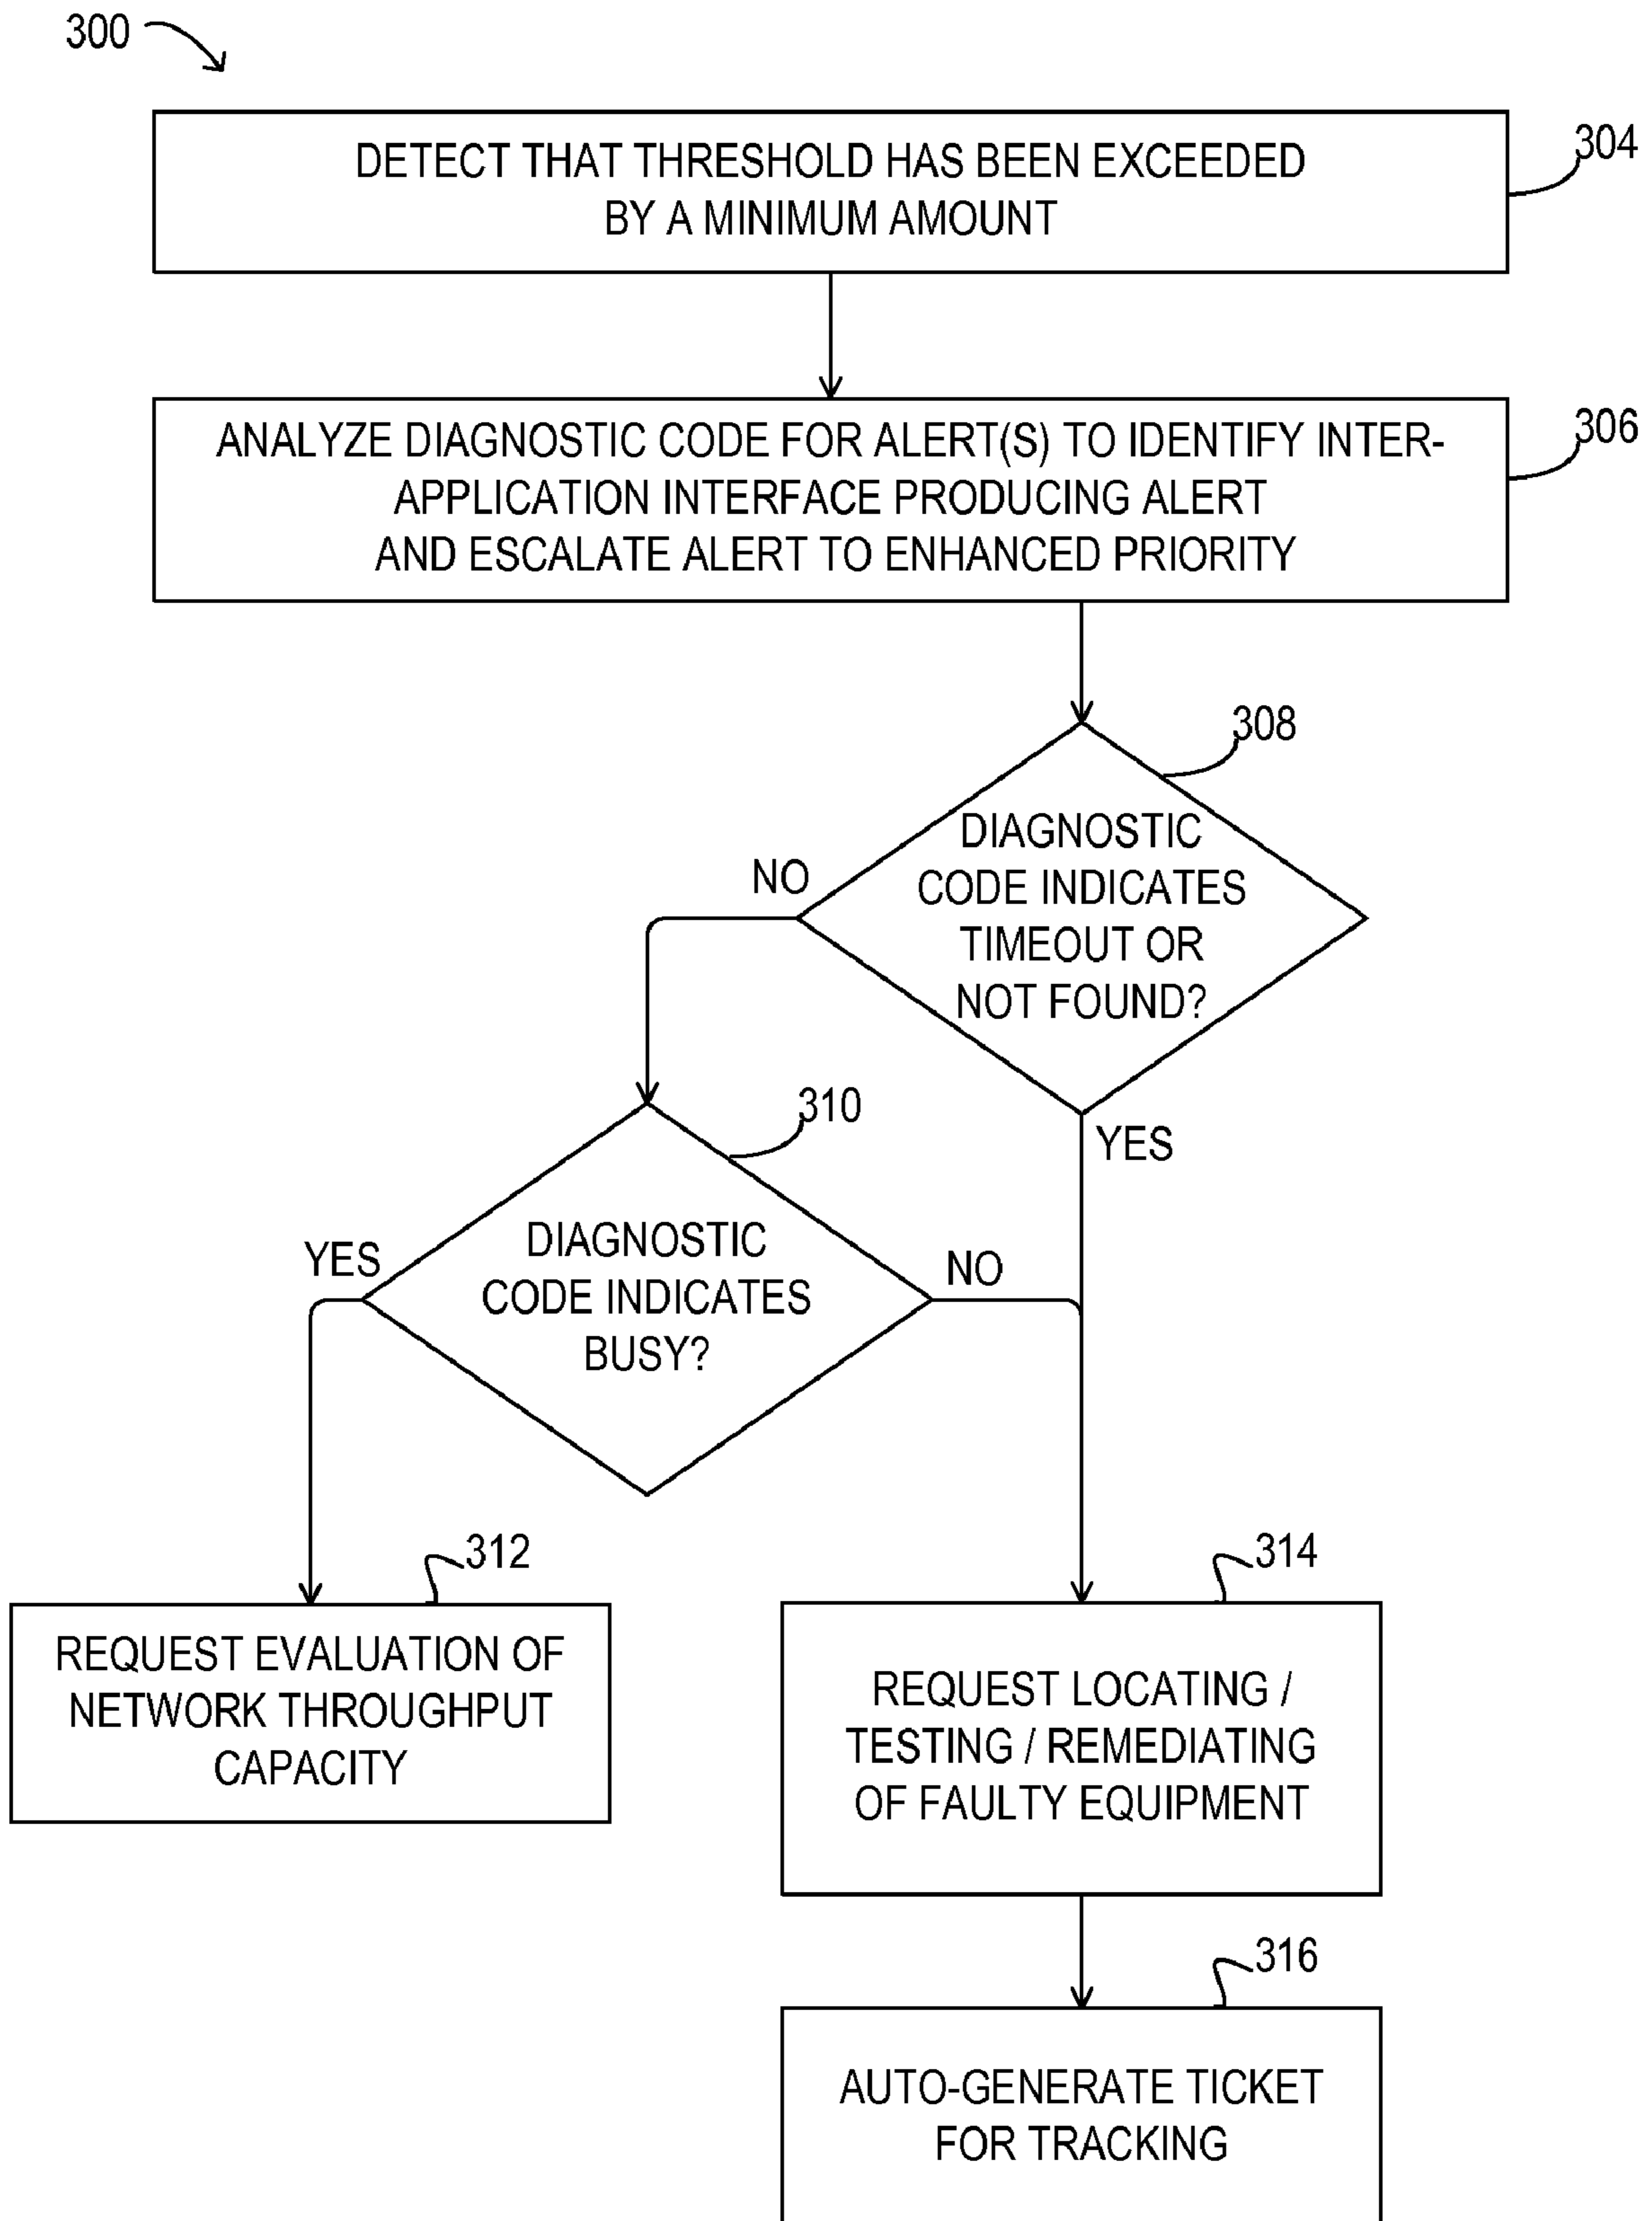 300
DETECT THAT THRESHOLD HAS BEEN EXCEEDED
BY A MINIMUM AMOUNT
304
ANALYZE DIAGNOSTIC CODE FOR ALERT(S) TO IDENTIFY INTER-
APPLICATION INTERFACE PRODUCING ALERT
AND ESCALATE ALERT TO ENHANCED PRIORITY
306
308
DIAGNOSTIC
CODE INDICATES
TIMEOUT OR
NOT FOUND?
NO
YES
310
DIAGNOSTIC
CODE INDICATES
BUSY?
YES
NO
312
REQUEST EVALUATION OF
NETWORK THROUGHPUT
CAPACITY
314
REQUEST LOCATING /
TESTING / REMEDIATING
OF FAULTY EQUIPMENT
316
AUTO-GENERATE TICKET
FOR TRACKING